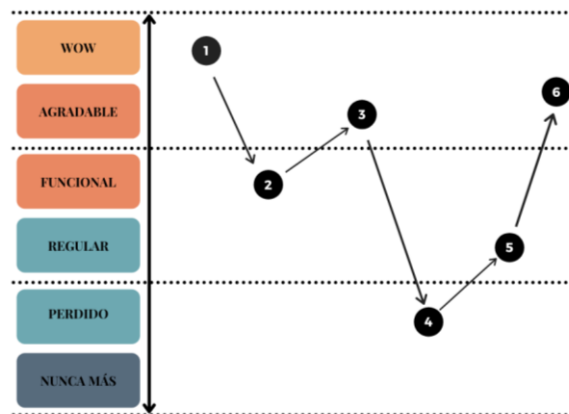 WOW
AGRADABLE
FUNCIONAL
REGULAR
PERDIDO
NUNCA MÁS
1
2
3
4
5
6